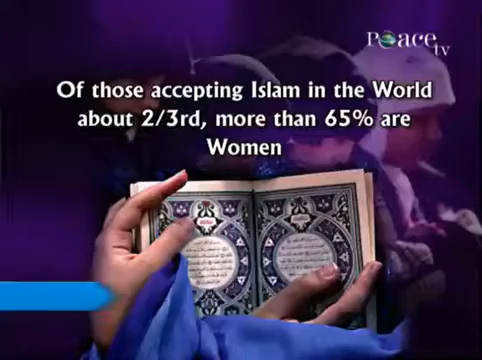 Peace tv
Of those accepting Islam in the World
about 2/3rd, more than 65% are
Women